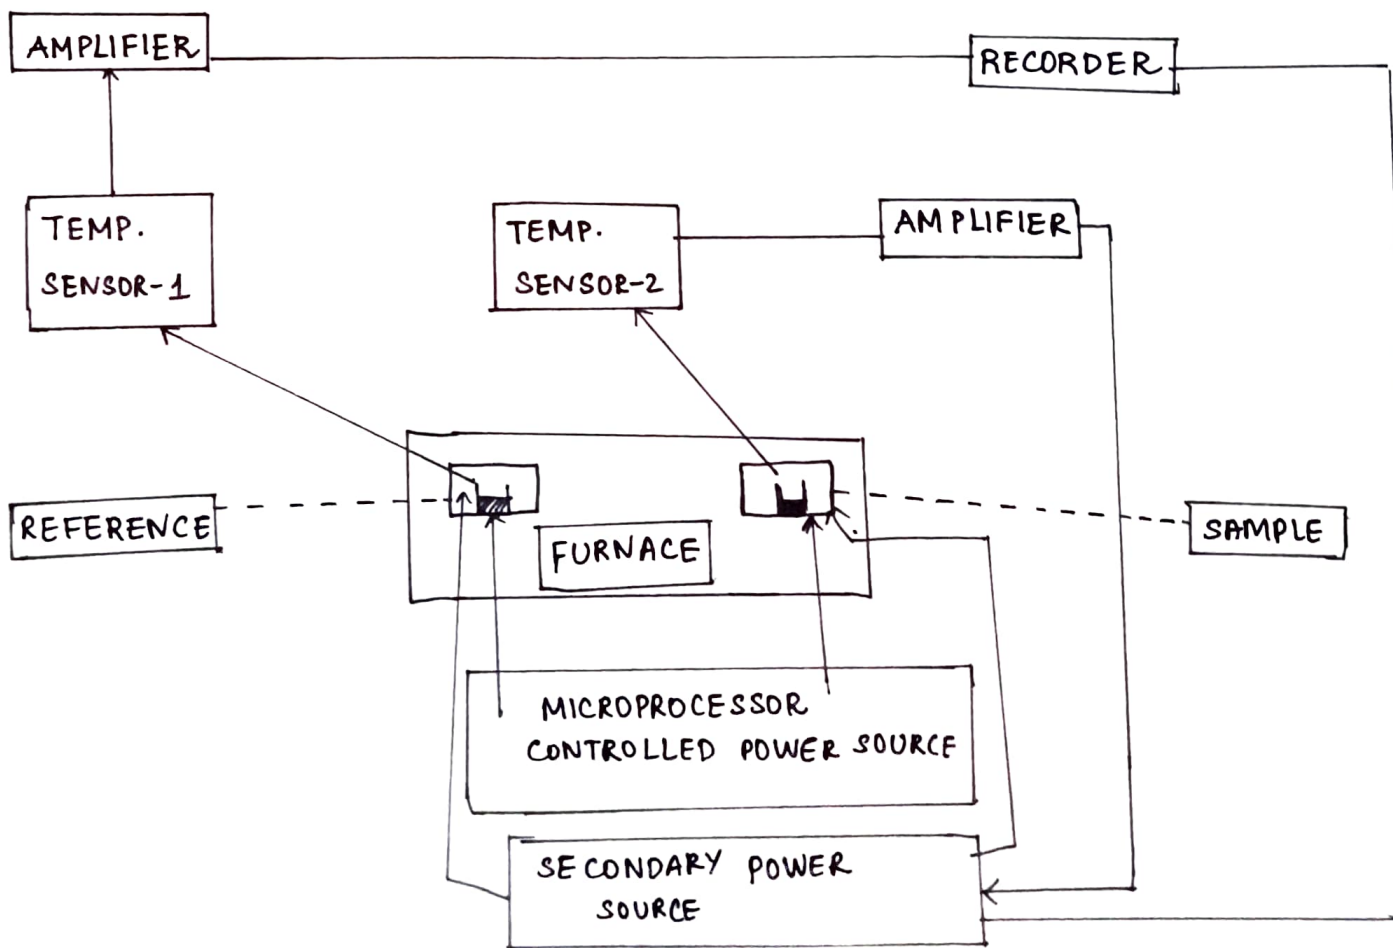 AMPLIFIER
RECORDER
TEMP.
SENSOR-1
TEMP.
SENSOR-2
AMPLIFIER
REFERENCE
FURNACE
SAMPLE
MICROPROCESSOR
CONTROLLED POWER SOURCE
SECONDARY POWER
SOURCE